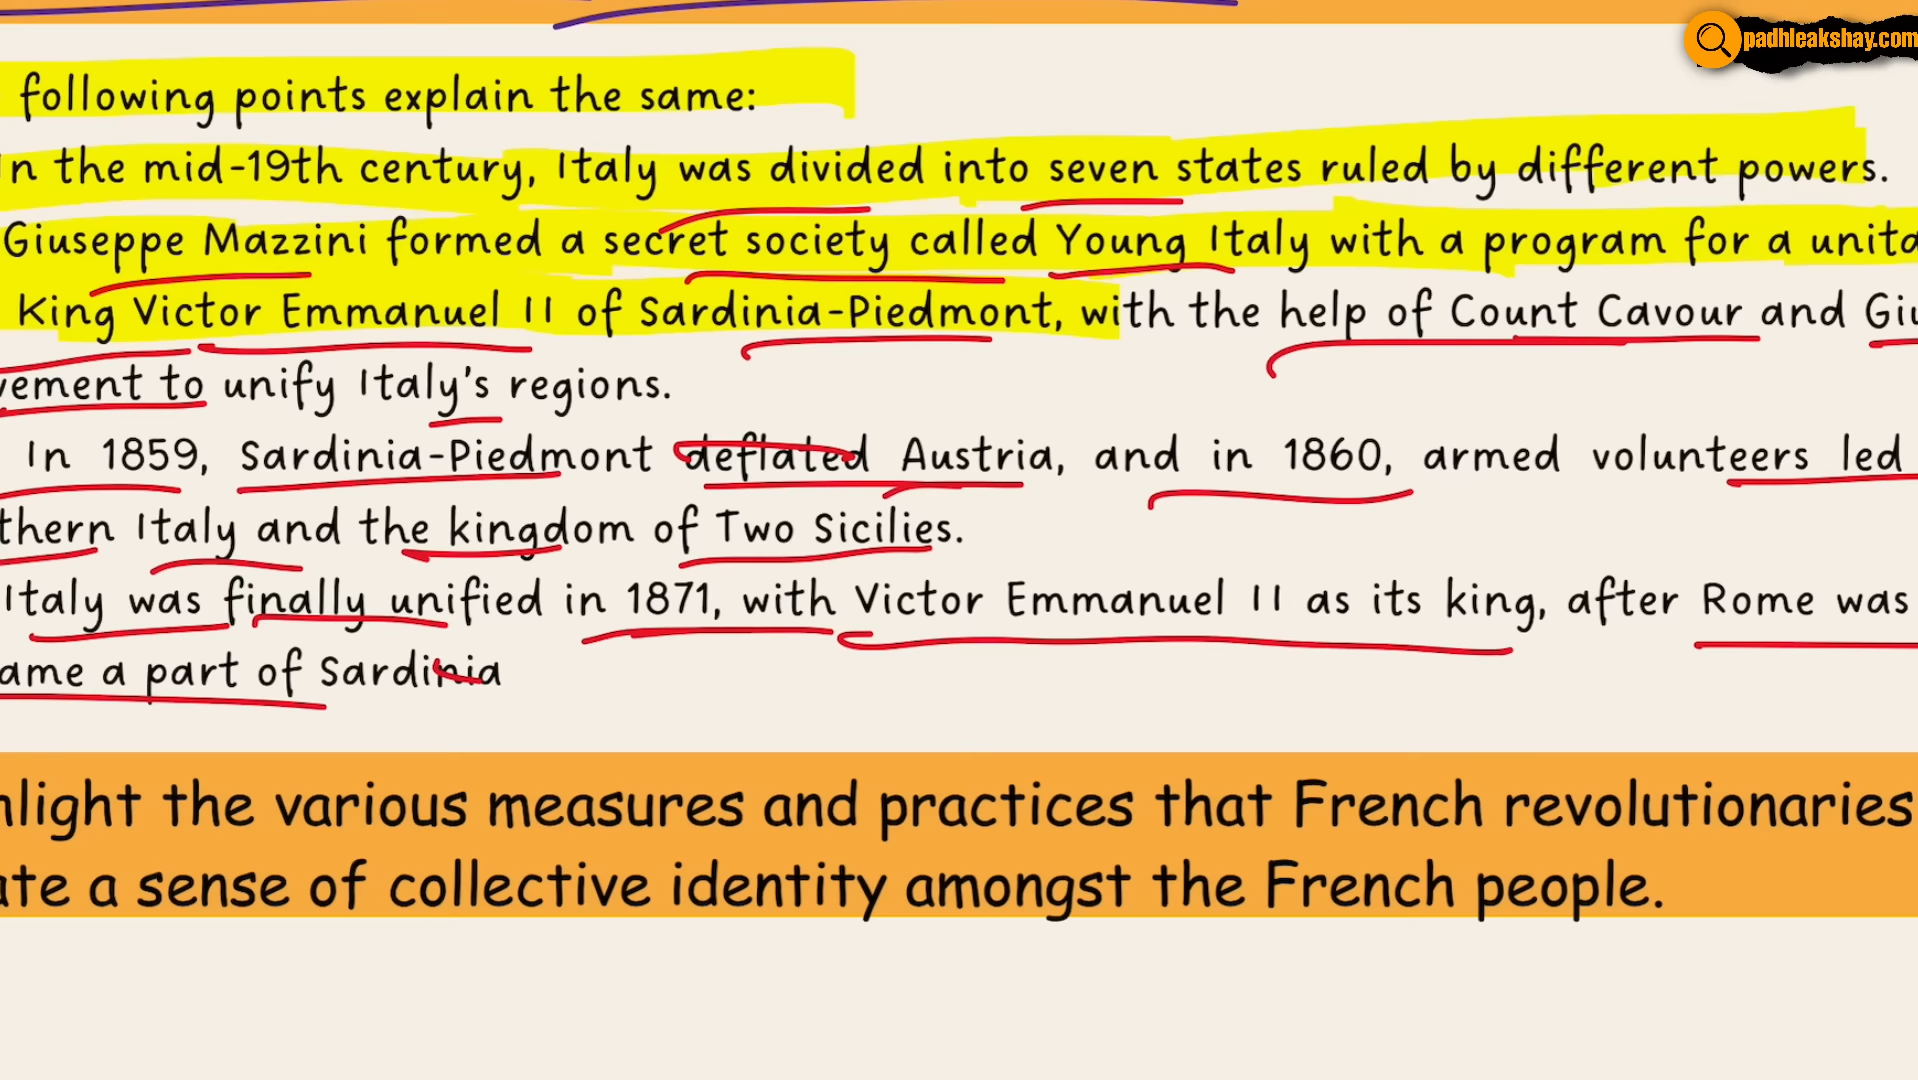 padhleakshay.com
following points explain the same:
n the mid-19th century, Italy was divided into seven states ruled by different powers.
Giuseppe Mazzini formed a secret society called Young Italy with a program for a unita
King Victor Emmanuel II of Sardinia-Piedmont, with the help of Count Cavour and Giu
vement to unify Italy's regions.
In 1859, Sardinia-Piedmont deflated Austria, and in 1860, armed volunteers led
thern Italy and the kingdom of Two Sicilies.
Italy was finally unified in 1871, with Victor Emmanuel II as its king, after Rome was
ame a part of Sardinia
hlight the various measures and practices that French revolutionaries
ate a sense of collective identity amongst the French people.